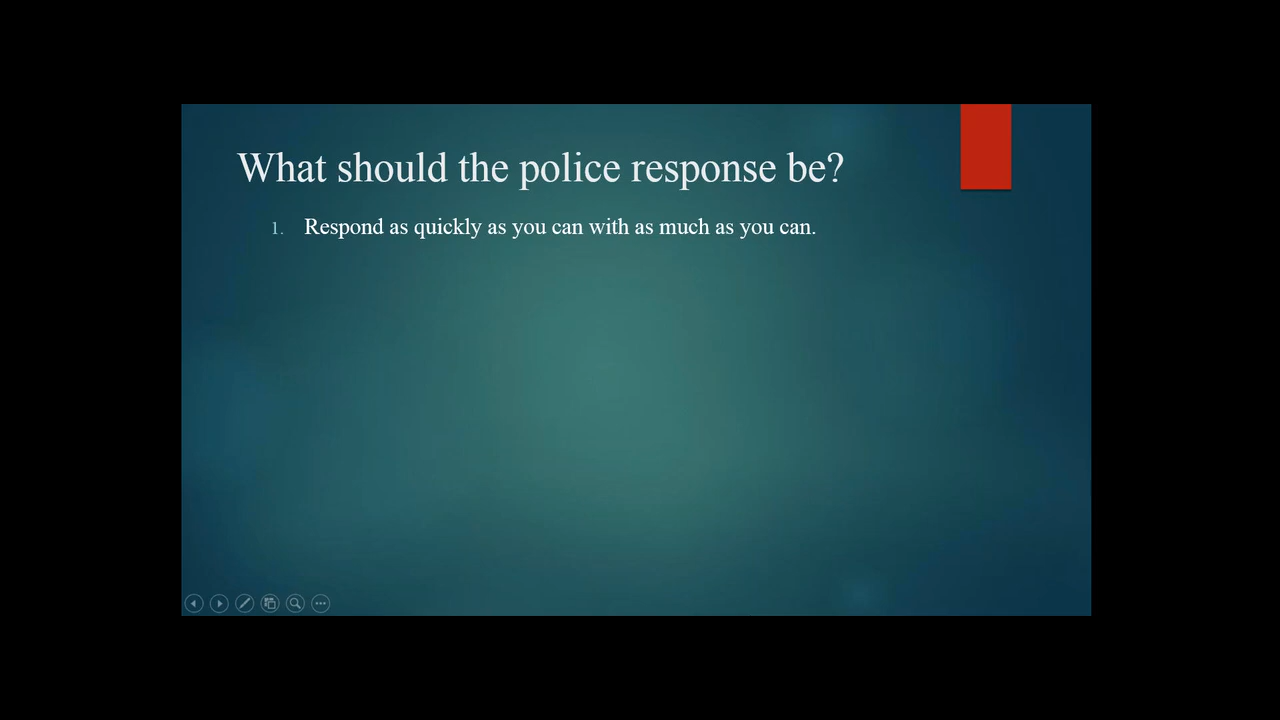 What should the police response be?
1. Respond as quickly as you can with as much as you can.